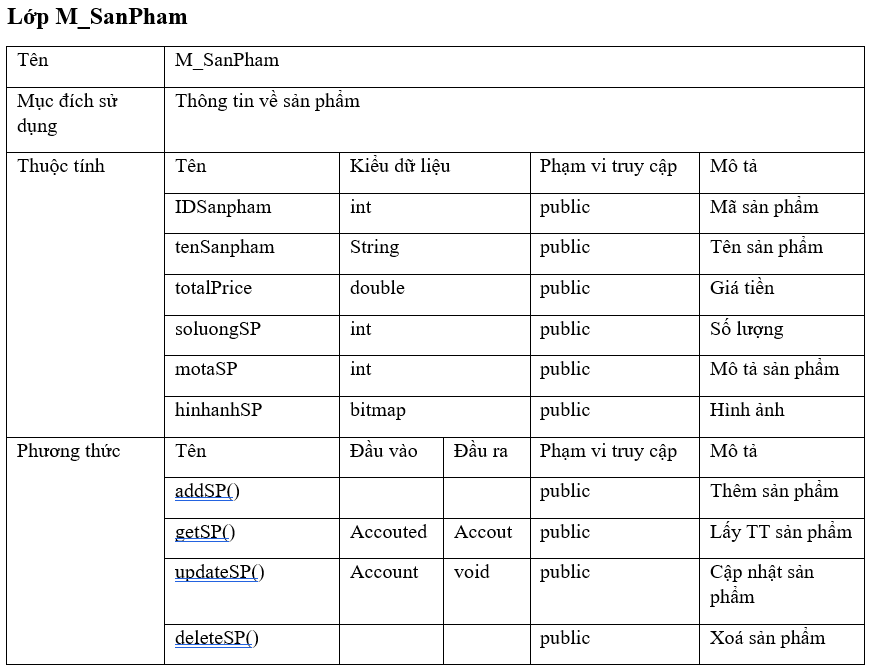 Lớp M_SanPham
Tên M_SanPham
Mục đích sử Thông tin về sản phẩm
dụng
Thuộc tính Tên Kiểu dữ liệu Phạm vi truy cập Mô tả
IDSanpham int public Mã sản phẩm
tenSanpham String public Tên sản phẩm
totalPrice double public Giá tiền
soluongSP int public Số lượng
motaSP int public Mô tả sản phẩm
hinhanhSP bitmap public Hình ảnh
Phương thức Tên Đầu vào Đầu ra Phạm vi truy cập Mô tả
addSP() public Thêm sản phẩm
getSP() Accouted Accout public Lấy TT sản phẩm
updateSP() Account void public Cập nhật sản
phẩm
deleteSP() public Xoá sản phẩm